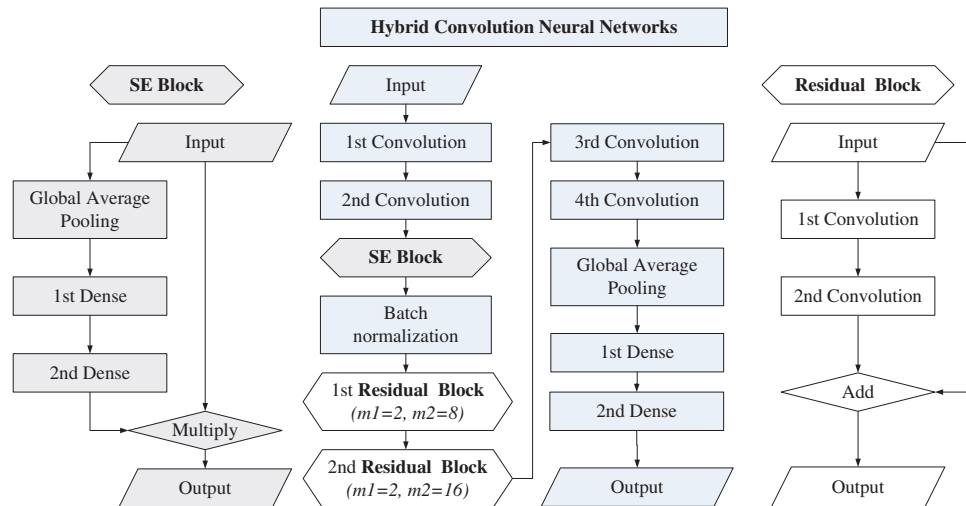 Hybrid Convolution Neural Networks
SE Block
Input
Global Average
Pooling
1st Dense
2nd Dense
Multiply
Output
Input
1st Convolution
2nd Convolution
SE Block
Batch
normalization
1st Residual Block
(m1=2, m2=8)
2nd Residual Block
(m1=2, m2=16)
3rd Convolution
4th Convolution
Global Average
Pooling
1st Dense
2nd Dense
Output
Residual Block
Input
1st Convolution
2nd Convolution
Add
Output